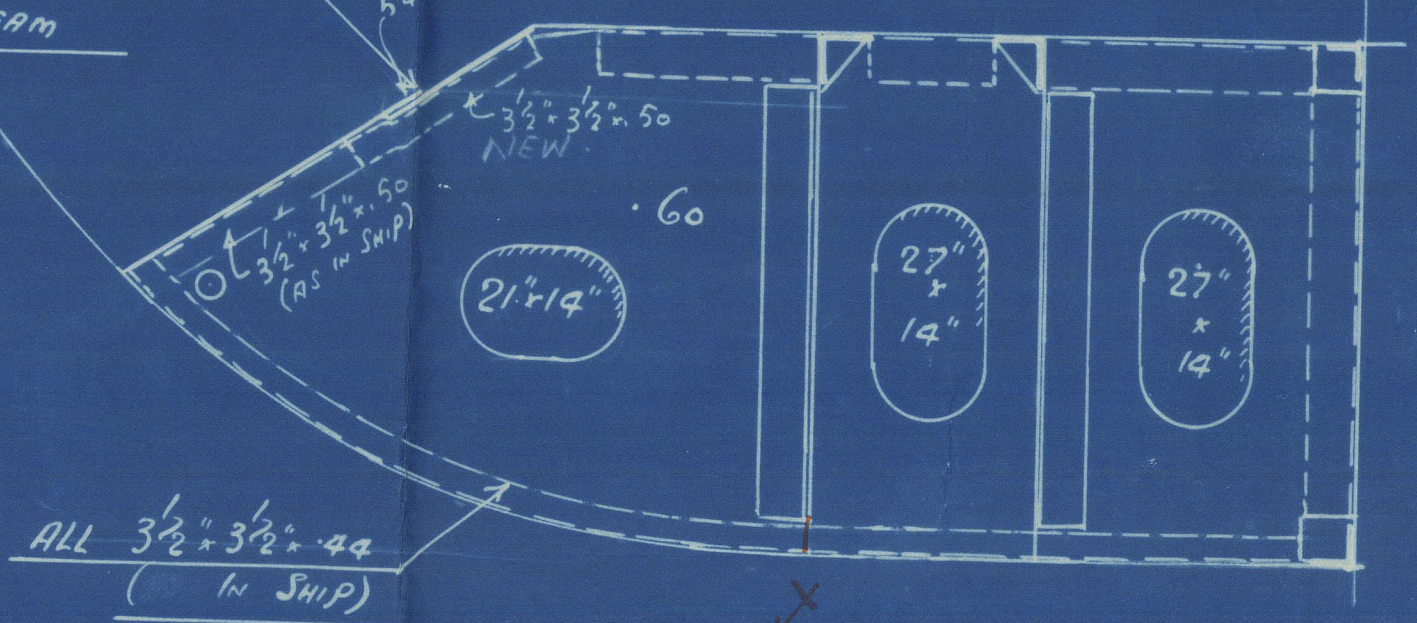 3½" x 3½" x .50
NEW.
.60
3½" x 3½" x .50
(AS IN SHIP)
21" x 14"
27"
x
14"
27"
x
14"
ALL 3½" x 3½" x .44
( IN SHIP)
X